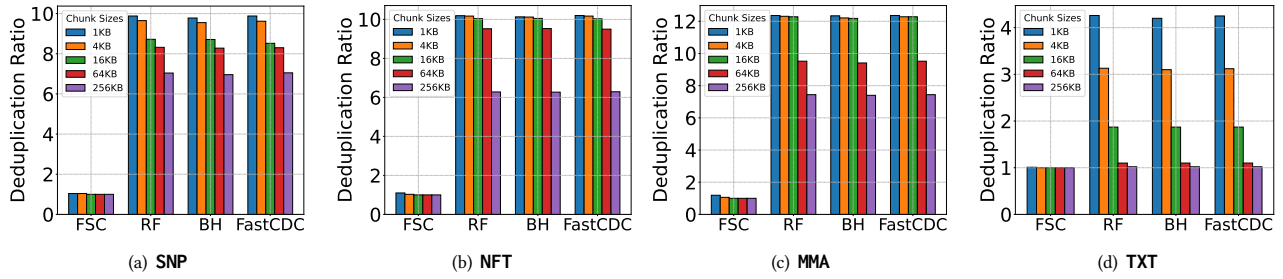 Deduplication Ratio
10
8
6
4
2
0
Chunk Sizes
1KB
4KB
16KB
64KB
256KB
FSC RF BH FastCDC
(a) SNP
Deduplication Ratio
10
8
6
4
2
0
Chunk Sizes
1KB
4KB
16KB
64KB
256KB
FSC RF BH FastCDC
(b) NFT
Deduplication Ratio
12
10
8
6
4
2
0
Chunk Sizes
1KB
4KB
16KB
64KB
256KB
FSC RF BH FastCDC
(c) MMA
Deduplication Ratio
4
3
2
1
0
Chunk Sizes
1KB
4KB
16KB
64KB
256KB
FSC RF BH FastCDC
(d) TXT